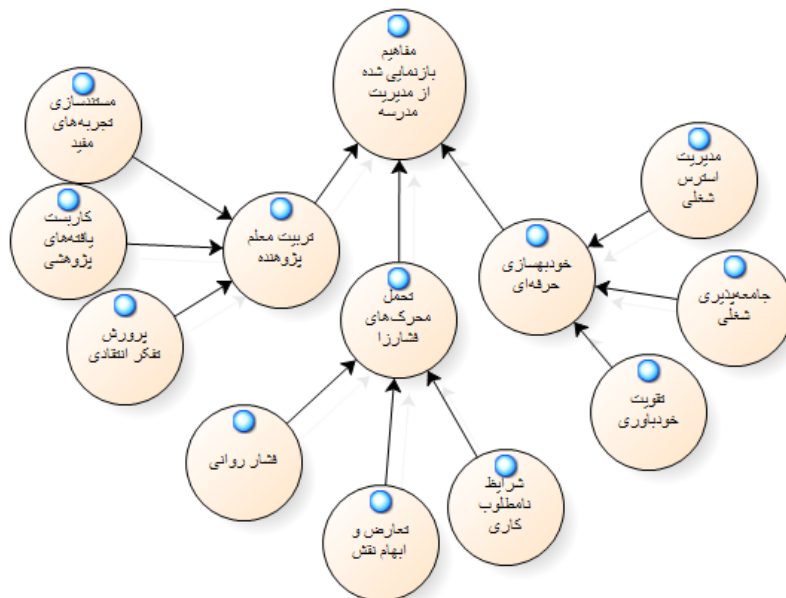 مفاهیم
بازنمایی شده
از مدیریت
مدرسه
مستندسازی
تجربه‌های
مفید
کاربست
یافته‌های
پژوهشی
پرورش
تفکر انتقادی
تربیت معلم
پژوهنده
تحمل
محرک‌های
فشارزا
فشار روانی
تعارض و
ابهام نقش
شرایط
نامطلوب
کاری
خودبهسازی
حرفه‌ای
مدیریت
استرس
شغلی
جامعه‌پذیری
شغلی
تقویت
خودباوری